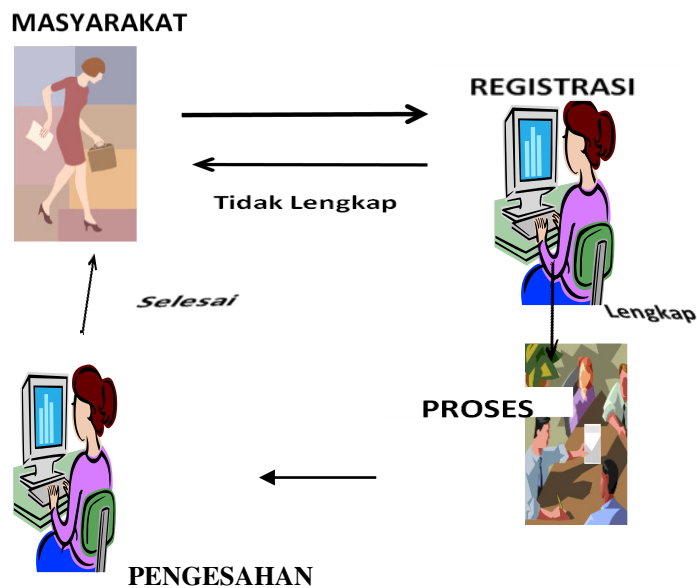 MASYARAKAT
REGISTRASI
Tidak Lengkap
Selesai
Lengkap
PROSES
PENGESAHAN